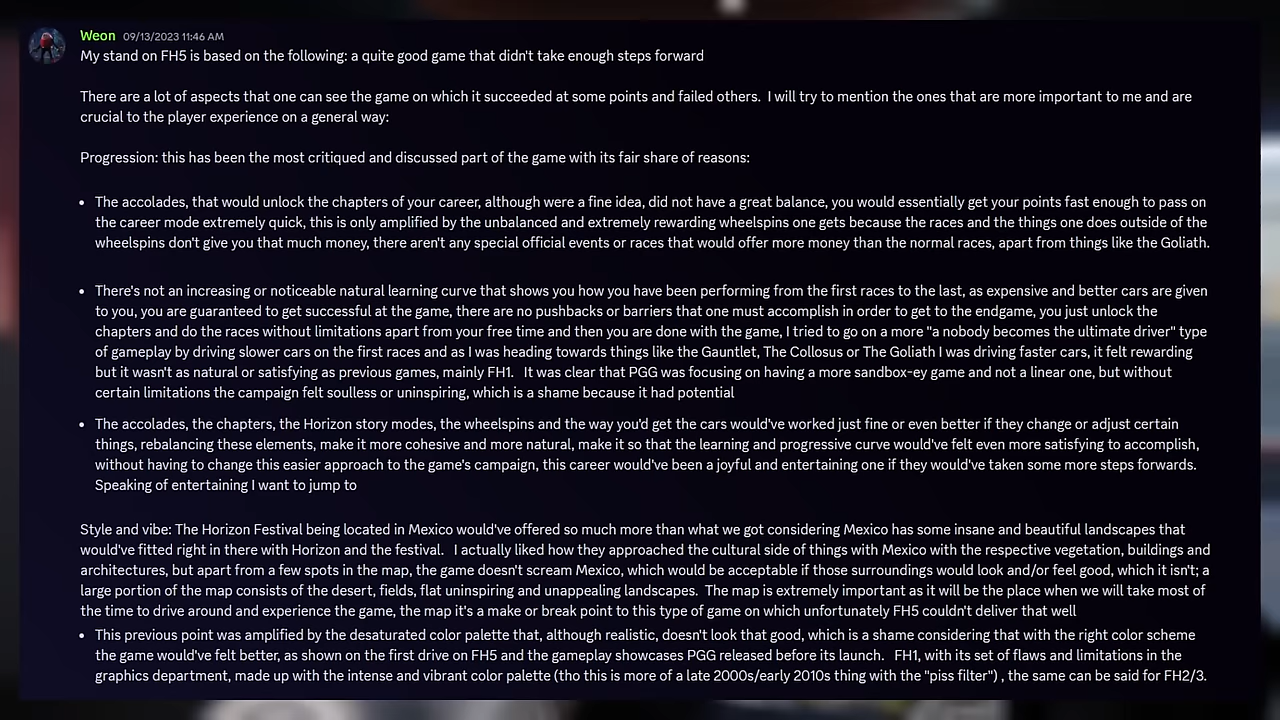 Weon 09/13/2023 11:46 AM
My stand on FH5 is based on the following: a quite good game that didn't take enough steps forward
There are a lot of aspects that one can see the game on which it succeeded at some points and failed others. I will try to mention the ones that are more important to me and are
crucial to the player experience on a general way:
Progression: this has been the most critiqued and discussed part of the game with its fair share of reasons:
• The accolades, that would unlock the chapters of your career, although were a fine idea, did not have a great balance, you would essentially get your points fast enough to pass on
the career mode extremely quick, this is only amplified by the unbalanced and extremely rewarding wheelspins one gets because the races and the things one does outside of the
wheelspins don't give you that much money, there aren't any special official events or races that would offer more money than the normal races, apart from things like the Goliath.
• There's not an increasing or noticeable natural learning curve that shows you how you have been performing from the first races to the last, as expensive and better cars are given
to you, you are guaranteed to get successful at the game, there are no pushbacks or barriers that one must accomplish in order to get to the endgame, you just unlock the
chapters and do the races without limitations apart from your free time and then you are done with the game, I tried to go on a more "a nobody becomes the ultimate driver" type
of gameplay by driving slower cars on the first races and as I was heading towards things like the Gauntlet, The Collosus or The Goliath I was driving faster cars, it felt rewarding
but it wasn't as natural or satisfying as previous games, mainly FH1. It was clear that PGG was focusing on having a more sandbox-ey game and not a linear one, but without
certain limitations the campaign felt soulless or uninspiring, which is a shame because it had potential
• The accolades, the chapters, the Horizon story modes, the wheelspins and the way you'd get the cars would've worked just fine or even better if they change or adjust certain
things, rebalancing these elements, make it more cohesive and more natural, make it so that the learning and progressive curve would've felt even more satisfying to accomplish,
without having to change this easier approach to the game's campaign, this career would've been a joyful and entertaining one if they would've taken some more steps forwards.
Speaking of entertaining I want to jump to
Style and vibe: The Horizon Festival being located in Mexico would've offered so much more than what we got considering Mexico has some insane and beautiful landscapes that
would've fitted right in there with Horizon and the festival. I actually liked how they approached the cultural side of things with Mexico with the respective vegetation, buildings and
architectures, but apart from a few spots in the map, the game doesn't scream Mexico, which would be acceptable if those surroundings would look and/or feel good, which it isn't; a
large portion of the map consists of the desert, fields, flat uninspiring and unappealing landscapes. The map is extremely important as it will be the place when we will take most of
the time to drive around and experience the game, the map it's a make or break point to this type of game on which unfortunately FH5 couldn't deliver that well
• This previous point was amplified by the desaturated color palette that, although realistic, doesn't look that good, which is a shame considering that with the right color scheme
the game would've felt better, as shown on the first drive on FH5 and the gameplay showcases PGG released before its launch. FH1, with its set of flaws and limitations in the
graphics department, made up with the intense and vibrant color palette (tho this is more of a late 2000s/early 2010s thing with the "piss filter") , the same can be said for FH2/3.